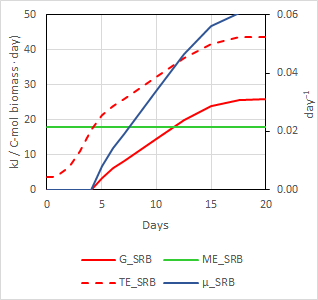 50
40
30
20
10
0
kJ / C-mol biomass · day)
0.06
0.04
0.02
0.00
day⁻¹
0 5 10 15 20
Days
G_SRB ME_SRB
TE_SRB μ_SRB